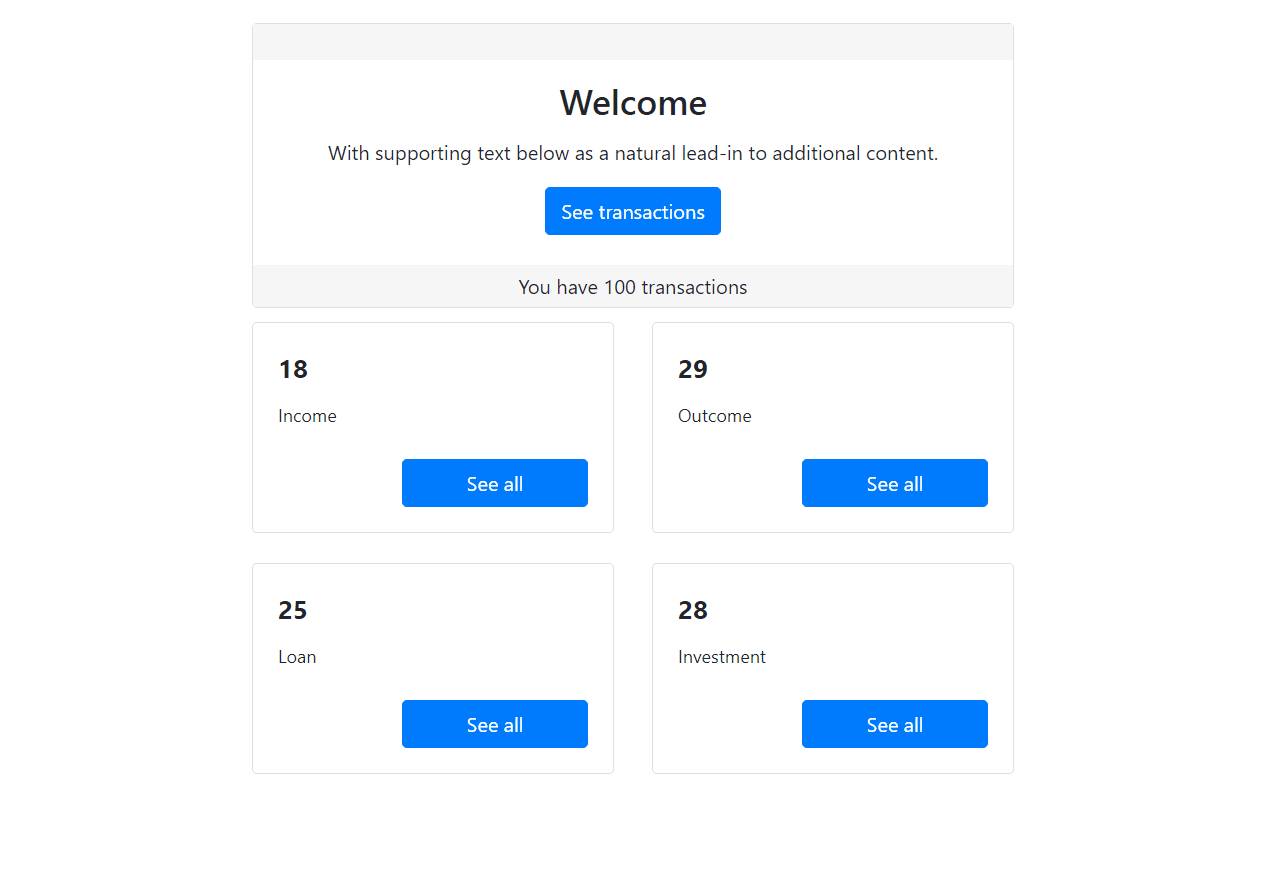 Welcome
With supporting text below as a natural lead-in to additional content.
See transactions
You have 100 transactions
18
Income
See all
29
Outcome
See all
25
Loan
See all
28
Investment
See all